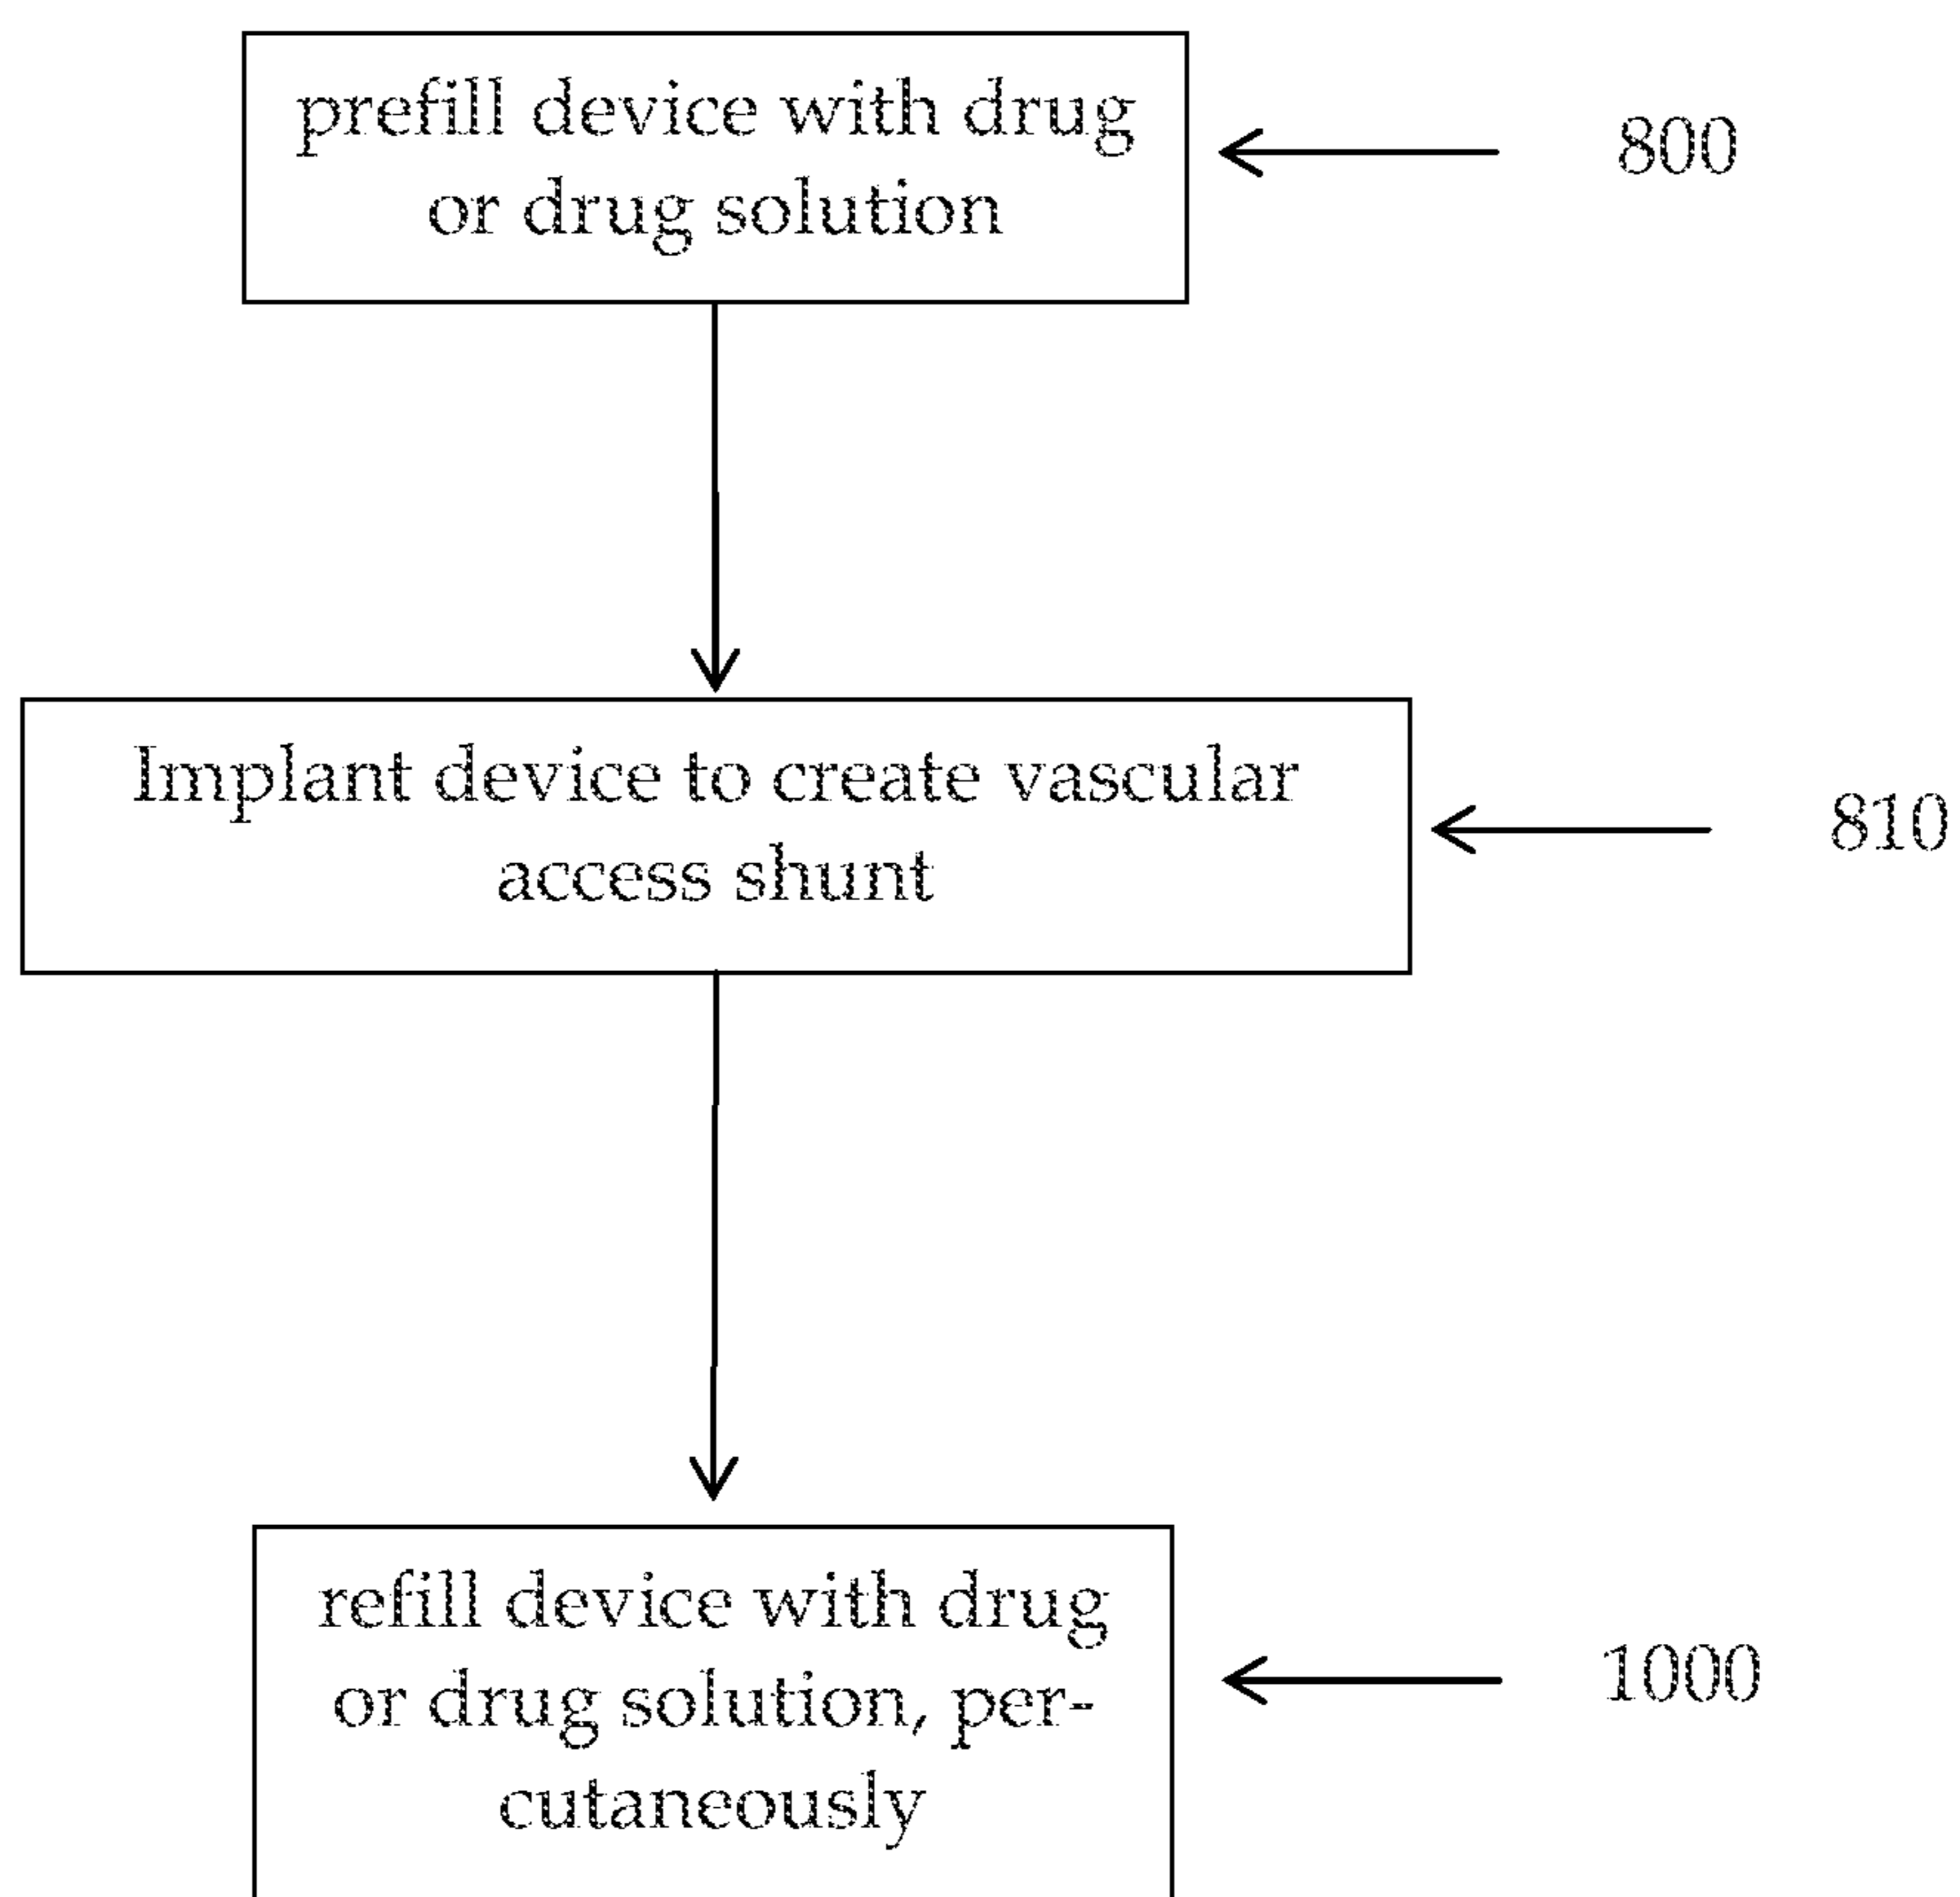 prefill device with drug
or drug solution
800
Implant device to create vascular
access shunt
810
refill device with drug
or drug solution, per-
cutaneously
1000